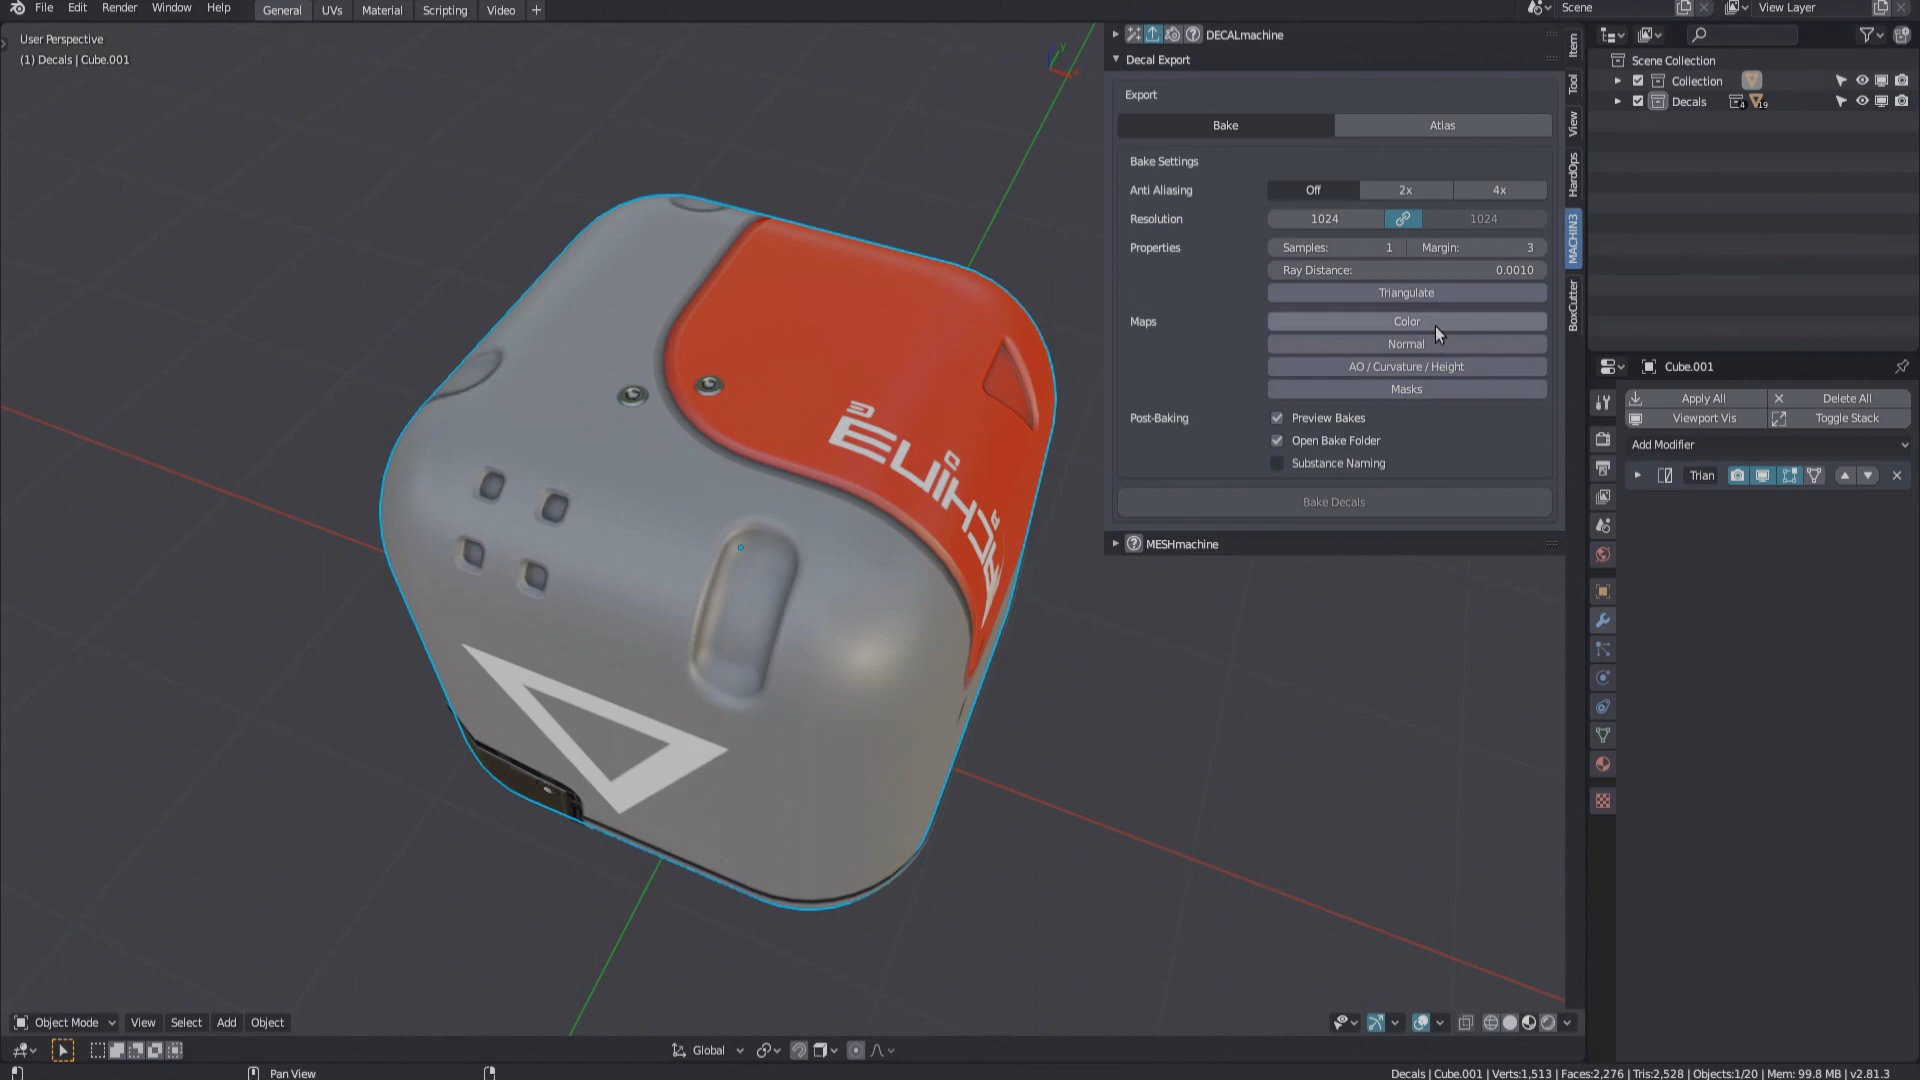 File Edit Render Window Help General UVs Material Scripting Video + Scene View Layer
User Perspective
(1) Decals | Cube.001
DECALmachine
Decal Export
Export
Bake Atlas
Bake Settings
Anti Aliasing Off 2x 4x
Resolution 1024 1024
Properties Samples: 1 Margin: 3
Ray Distance: 0.0010
Triangulate
Maps Color
Normal
AO / Curvature / Height
Masks
Post-Baking Preview Bakes
Open Bake Folder
Substance Naming
Bake Decals
MESHmachine
Item
Tool
View
HardOps
MACHIN3
BoxCutter
Scene Collection
Collection
Decals 4 19
Cube.001
Apply All Delete All
Viewport Vis Toggle Stack
Add Modifier
Trian
y
x
Object Mode View Select Add Object
Global
Pan View
Decals | Cube.001 | Verts:1,513 | Faces:2,276 | Tris:2,528 | Objects:1/20 | Mem: 99.8 MB | v2.81.3